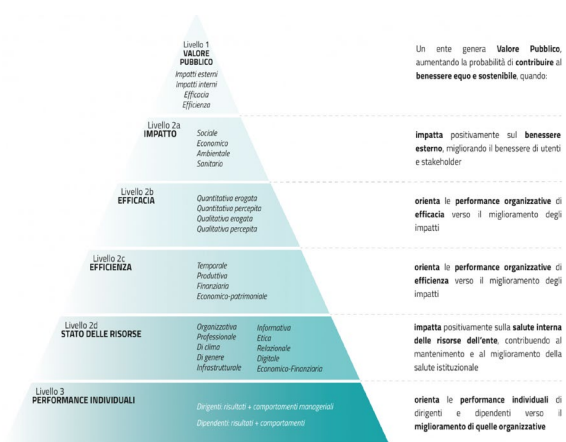 Livello 1
VALORE
PUBBLICO
Impatti esterni
Impatti interni
Efficacia
Efficienza
Un ente genera Valore Pubblico,
aumentando la probabilità di contribuire al
benessere equo e sostenibile, quando:
Livello 2a
IMPATTO
Sociale
Economico
Ambientale
Sanitario
impatta positivamente sul benessere
esterno, migliorando il benessere di utenti
e stakeholder
Livello 2b
EFFICACIA
Quantitativa erogata
Quantitativa percepita
Qualitativa erogata
Qualitativa percepita
orienta le performance organizzative di
efficacia verso il miglioramento degli
impatti
Livello 2c
EFFICIENZA
Temporale
Produttiva
Finanziaria
Economico-patrimoniale
orienta le performance organizzative di
efficienza verso il miglioramento degli
impatti
Livello 2d
STATO DELLE RISORSE
Organizzativa
Professionale
Di clima
Di genere
Infrastrutturale
Informativa
Etica
Relazionale
Digitale
Economico-Finanziaria
impatta positivamente sulla salute interna
delle risorse dell'ente, contribuendo al
mantenimento e al miglioramento della
salute istituzionale
Livello 3
PERFORMANCE INDIVIDUALI
Dirigenti risultati + comportamenti manageriali
Dipendenti risultati + comportamenti
orienta le performance individuali di
dirigenti e dipendenti verso il
miglioramento di quelle organizzative